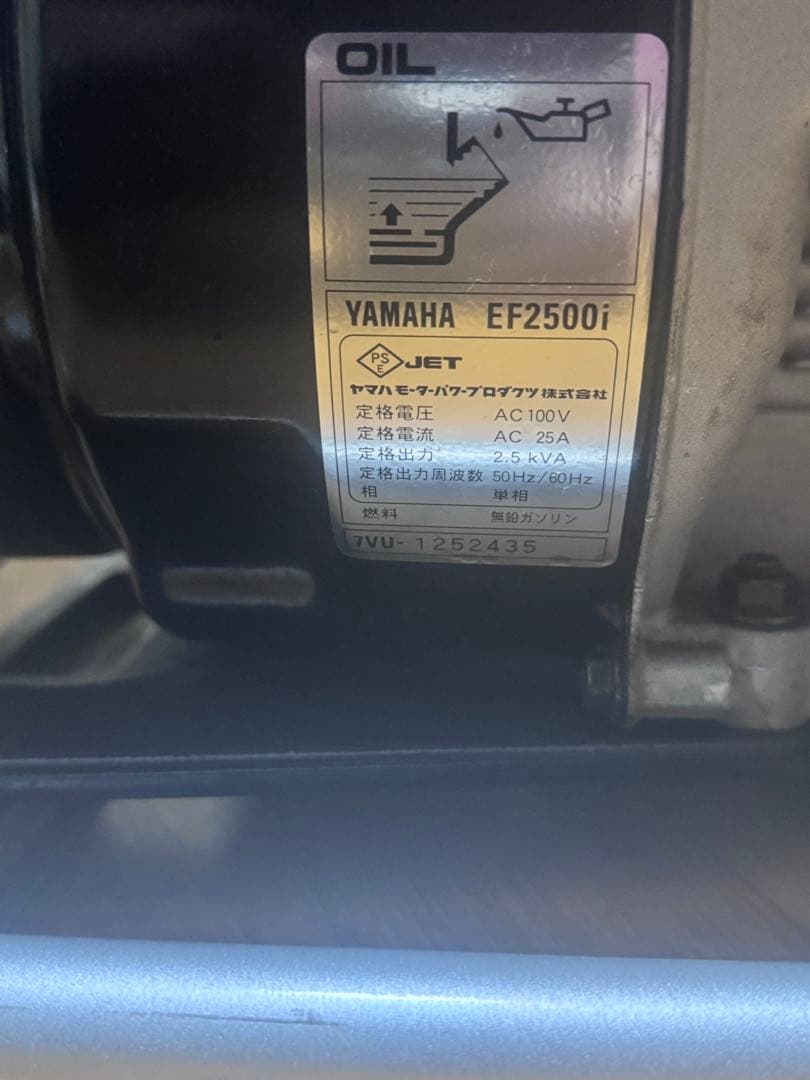 OIL
YAMAHA EF2500i
PS E JET
ヤマハモーターパワープロダクツ株式会社
定格電圧 AC 100V
定格電流 AC 25A
定格出力 2.5 kVA
定格出力周波数 50Hz/60Hz
相 単相
燃料 無鉛ガソリン
7VU- 1252435